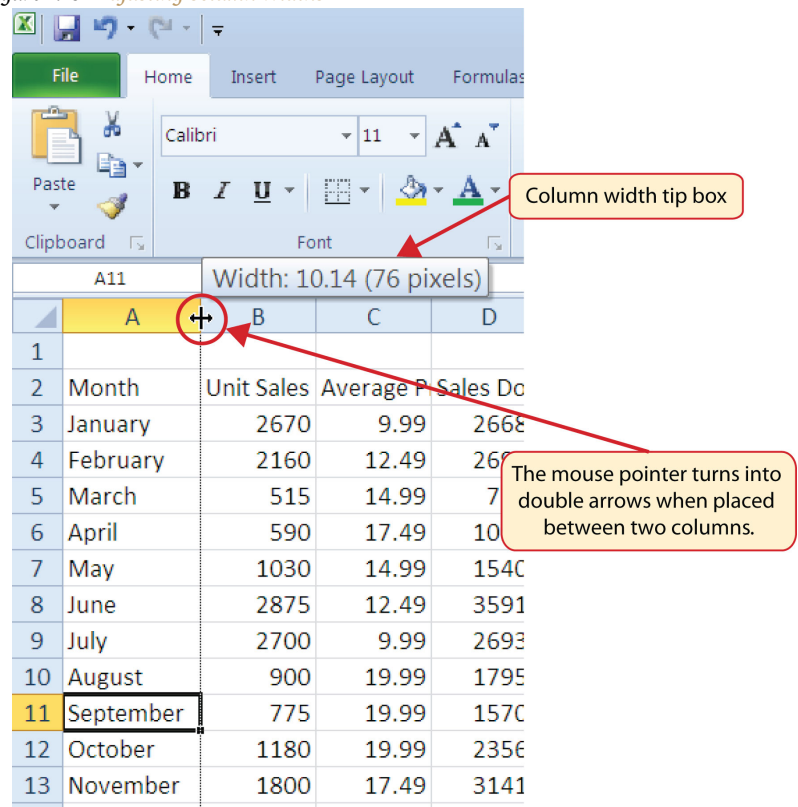 File Home Insert Page Layout Formulas
Calibri 11 A A
Paste B I U A
Column width tip box
Clipboard Font
A11 Width: 10.14 (76 pixels)
A B C D
1
2 Month Unit Sales Average P Sales Do
3 January 2670 9.99 2668
4 February 2160 12.49 26
5 March 515 14.99 7
6 April 590 17.49 10
7 May 1030 14.99 1540
8 June 2875 12.49 3591
9 July 2700 9.99 2693
10 August 900 19.99 1795
11 September 775 19.99 1570
12 October 1180 19.99 2356
13 November 1800 17.49 3141
The mouse pointer turns into
double arrows when placed
between two columns.